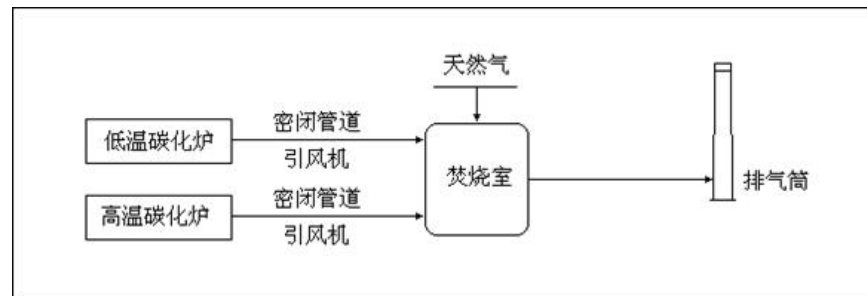 天然气
密闭管道
低温碳化炉
引风机
焚烧室
密闭管道
高温碳化炉
引风机
排气筒